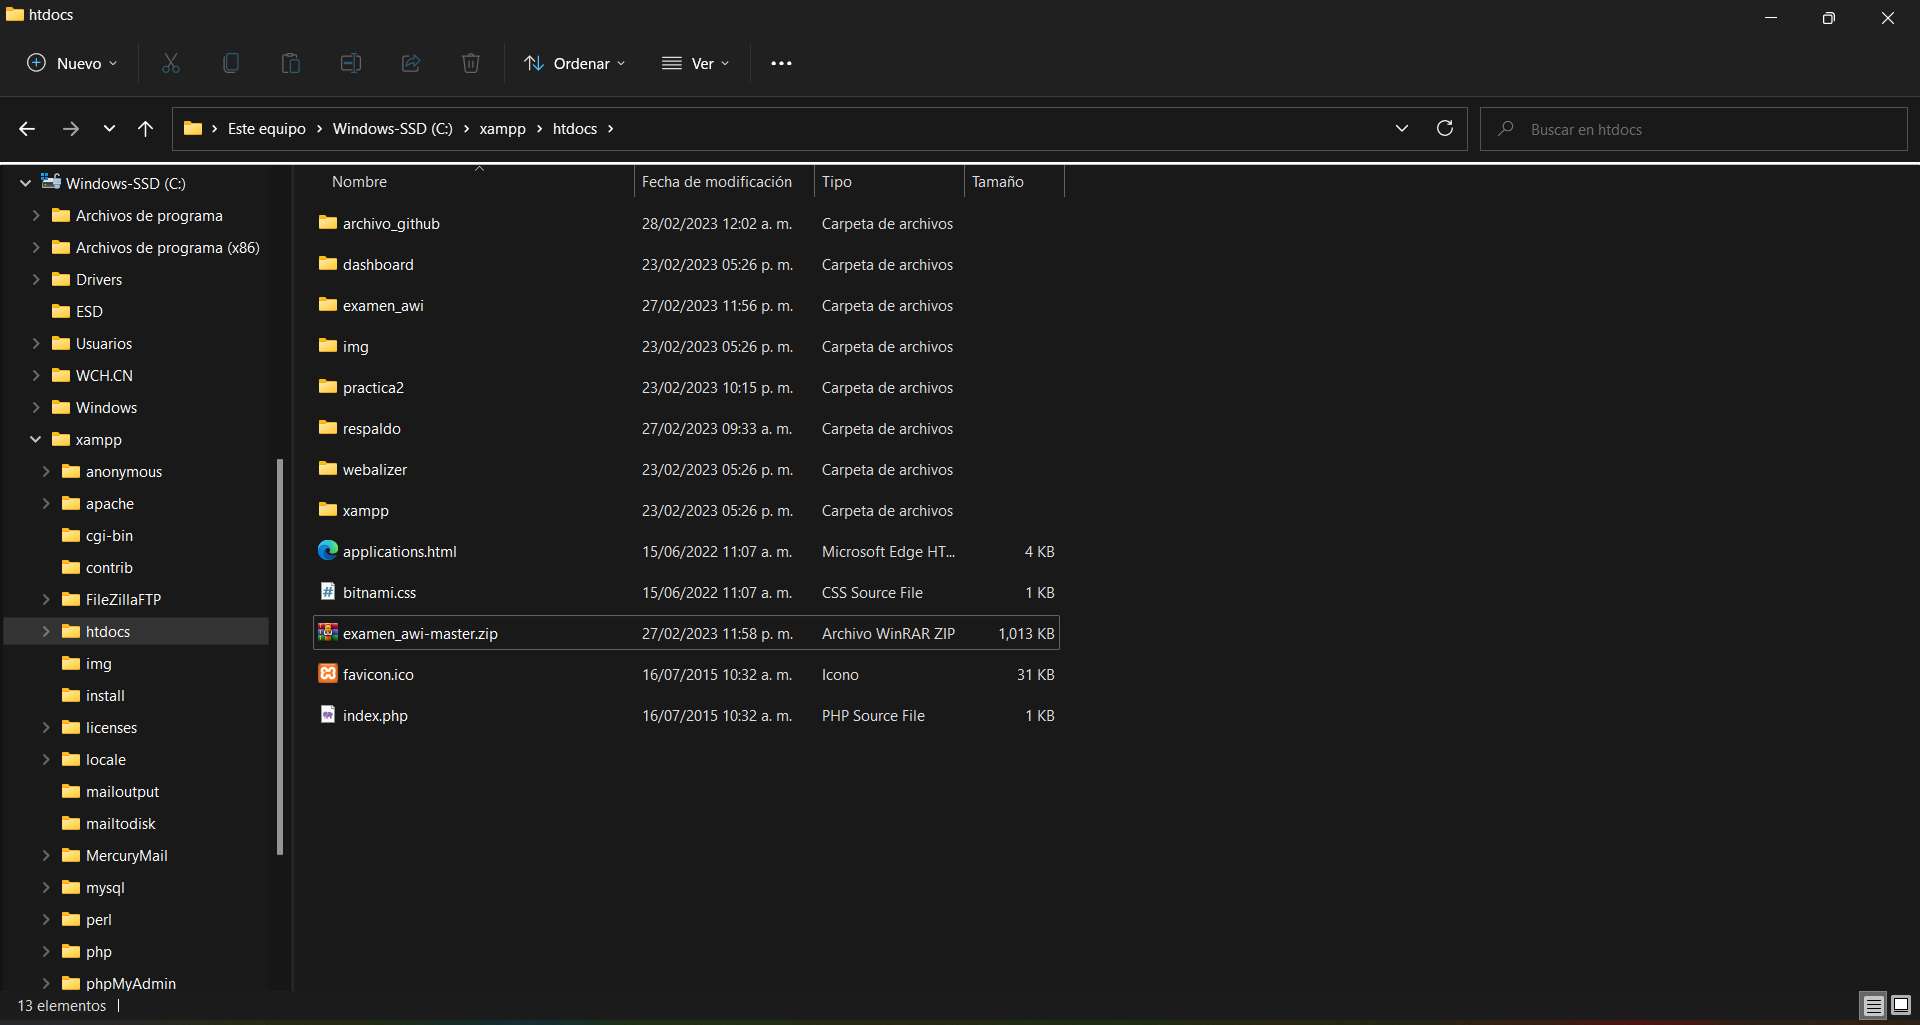 htdocs
Nuevo
Ordenar
Ver
Este equipo > Windows-SSD (C:) > xampp > htdocs >
Buscar en htdocs
Windows-SSD (C:)
Archivos de programa
Archivos de programa (x86)
Drivers
ESD
Usuarios
WCH.CN
Windows
xampp
anonymous
apache
cgi-bin
contrib
FileZillaFTP
htdocs
img
install
licenses
locale
mailoutput
mailtodisk
MercuryMail
mysql
perl
php
phpMyAdmin
Nombre Fecha de modificación Tipo Tamaño
archivo_github 28/02/2023 12:02 a. m. Carpeta de archivos
dashboard 23/02/2023 05:26 p. m. Carpeta de archivos
examen_awi 27/02/2023 11:56 p. m. Carpeta de archivos
img 23/02/2023 05:26 p. m. Carpeta de archivos
practica2 23/02/2023 10:15 p. m. Carpeta de archivos
respaldo 27/02/2023 09:33 a. m. Carpeta de archivos
webalizer 23/02/2023 05:26 p. m. Carpeta de archivos
xampp 23/02/2023 05:26 p. m. Carpeta de archivos
applications.html 15/06/2022 11:07 a. m. Microsoft Edge HT... 4 KB
bitnami.css 15/06/2022 11:07 a. m. CSS Source File 1 KB
examen_awi-master.zip 27/02/2023 11:58 p. m. Archivo WinRAR ZIP 1,013 KB
favicon.ico 16/07/2015 10:32 a. m. Icono 31 KB
index.php 16/07/2015 10:32 a. m. PHP Source File 1 KB
13 elementos